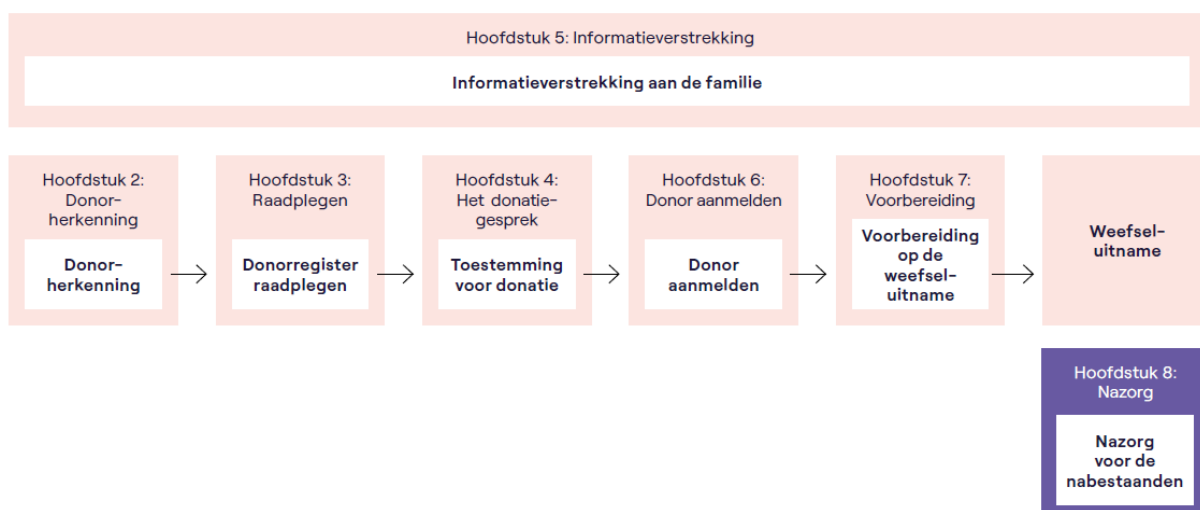 Hoofdstuk 5: Informatieverstrekking
Informatieverstrekking aan de familie
Hoofdstuk 2:
Donor-
herkenning
Donor-
herkenning
Hoofdstuk 3:
Raadplegen
Donorregister
raadplegen
Hoofdstuk 4:
Het donatie-
gesprek
Toestemming
voor donatie
Hoofdstuk 6:
Donor aanmelden
Donor
aanmelden
Hoofdstuk 7:
Voorbereiding
Voorbereiding
op de
weefsel-
uitname
Weefsel-
uitname
Hoofdstuk 8:
Nazorg
Nazorg
voor de
nabestaanden